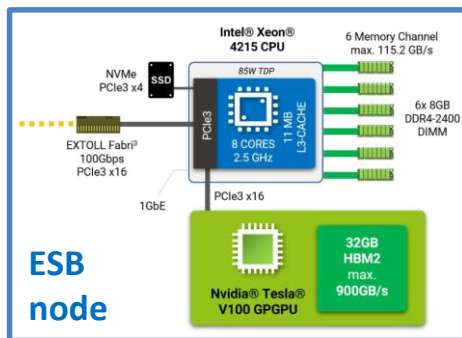 Intel® Xeon®
4215 CPU
6 Memory Channel
max. 115.2 GB/s
85W TDP
NVMe
PCIe3 x4
SSD
PCIe3
8 CORES
2.5 GHz
11 MB
L3-CACHE
6x 8GB
DDR4-2400
DIMM
EXTOLL Fabri³
100Gbps
PCIe3 x16
1GbE
PCIe3 x16
ESB
node
Nvidia® Tesla®
V100 GPGPU
32GB
HBM2
max.
900GB/s